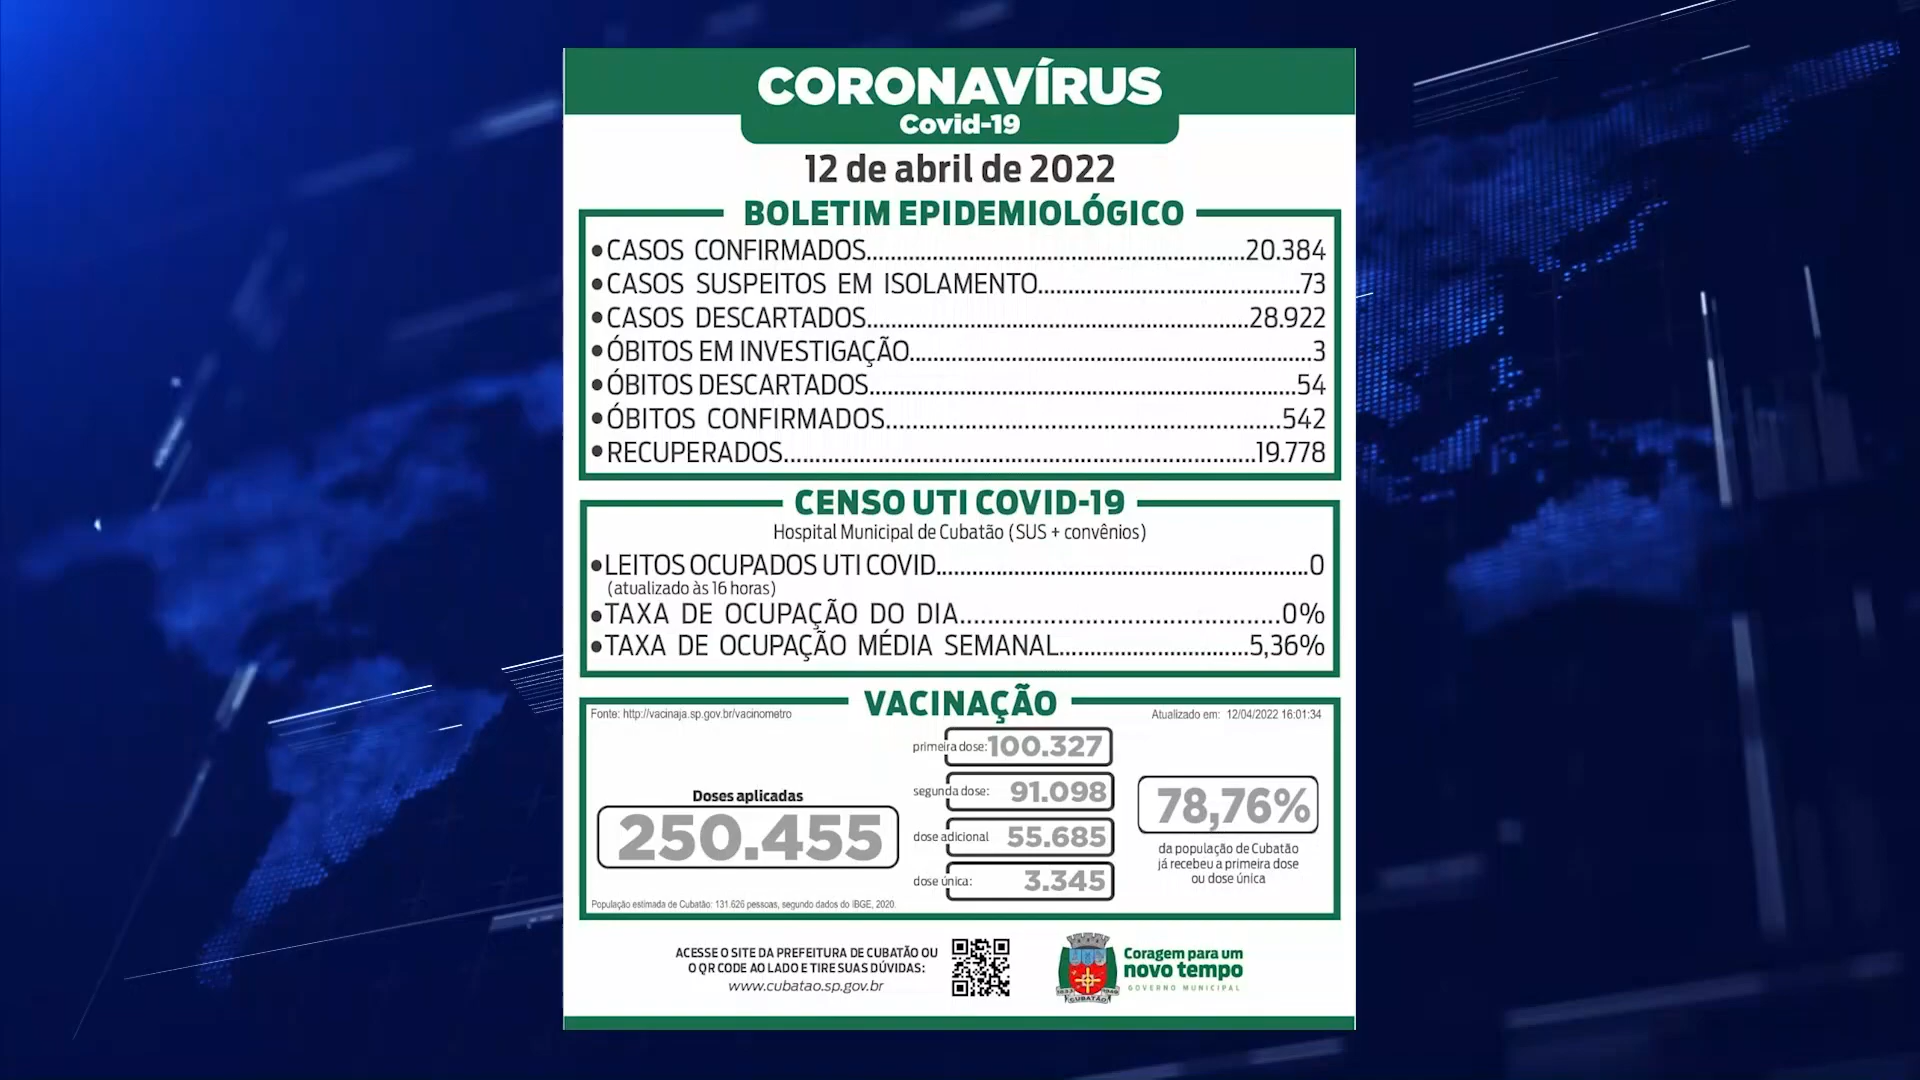 CORONAVÍRUS
Covid-19
12 de abril de 2022
BOLETIM EPIDEMIOLÓGICO
•CASOS CONFIRMADOS..........20.384
•CASOS SUSPEITOS EM ISOLAMENTO..........73
•CASOS DESCARTADOS..........28.922
•ÓBITOS EM INVESTIGAÇÃO..........3
•ÓBITOS DESCARTADOS..........54
•ÓBITOS CONFIRMADOS..........542
•RECUPERADOS..........19.778
CENSO UTI COVID-19
Hospital Municipal de Cubatão (SUS + convênios)
•LEITOS OCUPADOS UTI COVID..........0
(atualizado às 16 horas)
•TAXA DE OCUPAÇÃO DO DIA..........0%
•TAXA DE OCUPAÇÃO MÉDIA SEMANAL..........5,36%
VACINAÇÃO
Fonte: http://vacinaja.sp.gov.br/vacinometro
Atualizado em: 12/04/2022 16:01:34
Doses aplicadas
250.455
primeira dose: 100.327
segunda dose: 91.098
dose adicional 55.685
dose única: 3.345
78,76%
da população de Cubatão
já recebeu a primeira dose
ou dose única
População estimada de Cubatão: 131.626 pessoas, segundo dados do IBGE, 2020.
ACESSE O SITE DA PREFEITURA DE CUBATÃO OU
O QR CODE AO LADO E TIRE SUAS DÚVIDAS:
www.cubatao.sp.gov.br
CUBATÃO
Coragem para um
novo tempo
GOVERNO MUNICIPAL